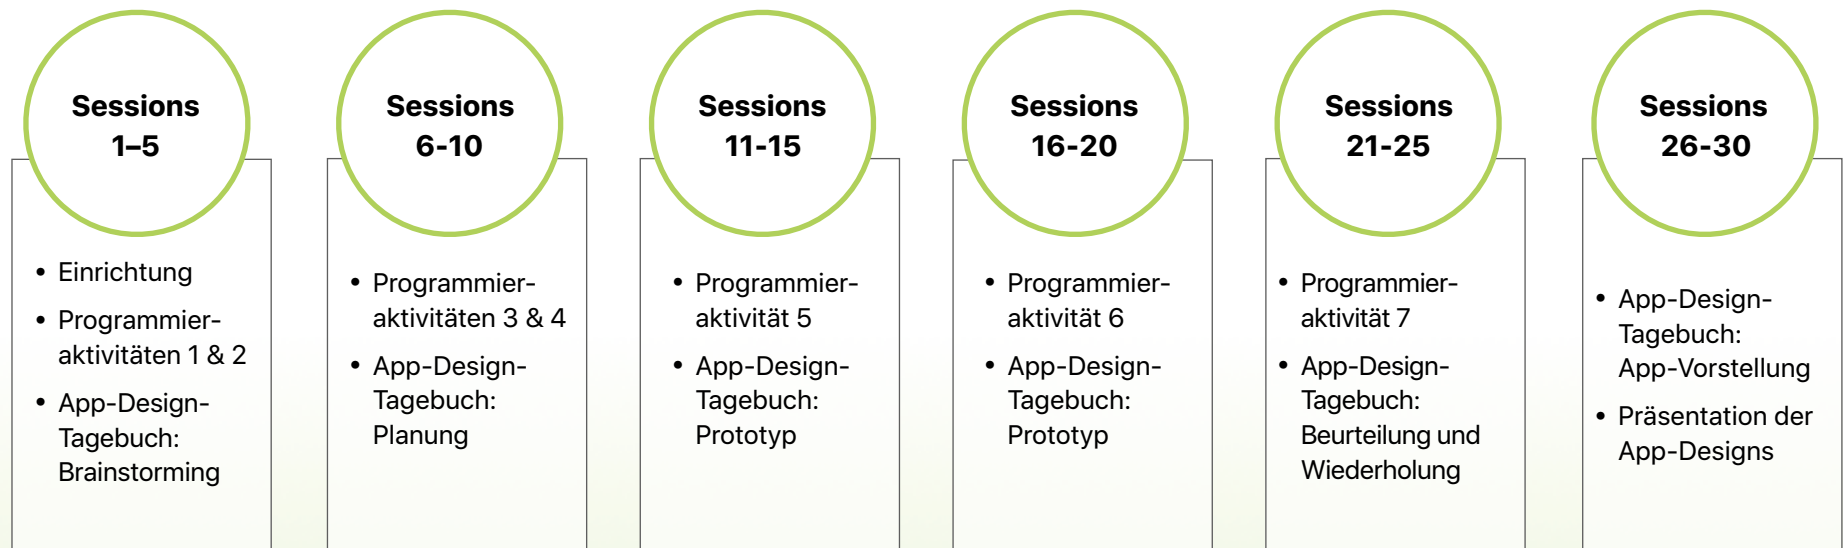 Sessions
1–5
• Einrichtung
• Programmier-
aktivitäten 1 & 2
• App-Design-
Tagebuch:
Brainstorming
Sessions
6-10
• Programmier-
aktivitäten 3 & 4
• App-Design-
Tagebuch:
Planung
Sessions
11-15
• Programmier-
aktivität 5
• App-Design-
Tagebuch:
Prototyp
Sessions
16-20
• Programmier-
aktivität 6
• App-Design-
Tagebuch:
Prototyp
Sessions
21-25
• Programmier-
aktivität 7
• App-Design-
Tagebuch:
Beurteilung und
Wiederholung
Sessions
26-30
• App-Design-
Tagebuch:
App-Vorstellung
• Präsentation der
App-Designs